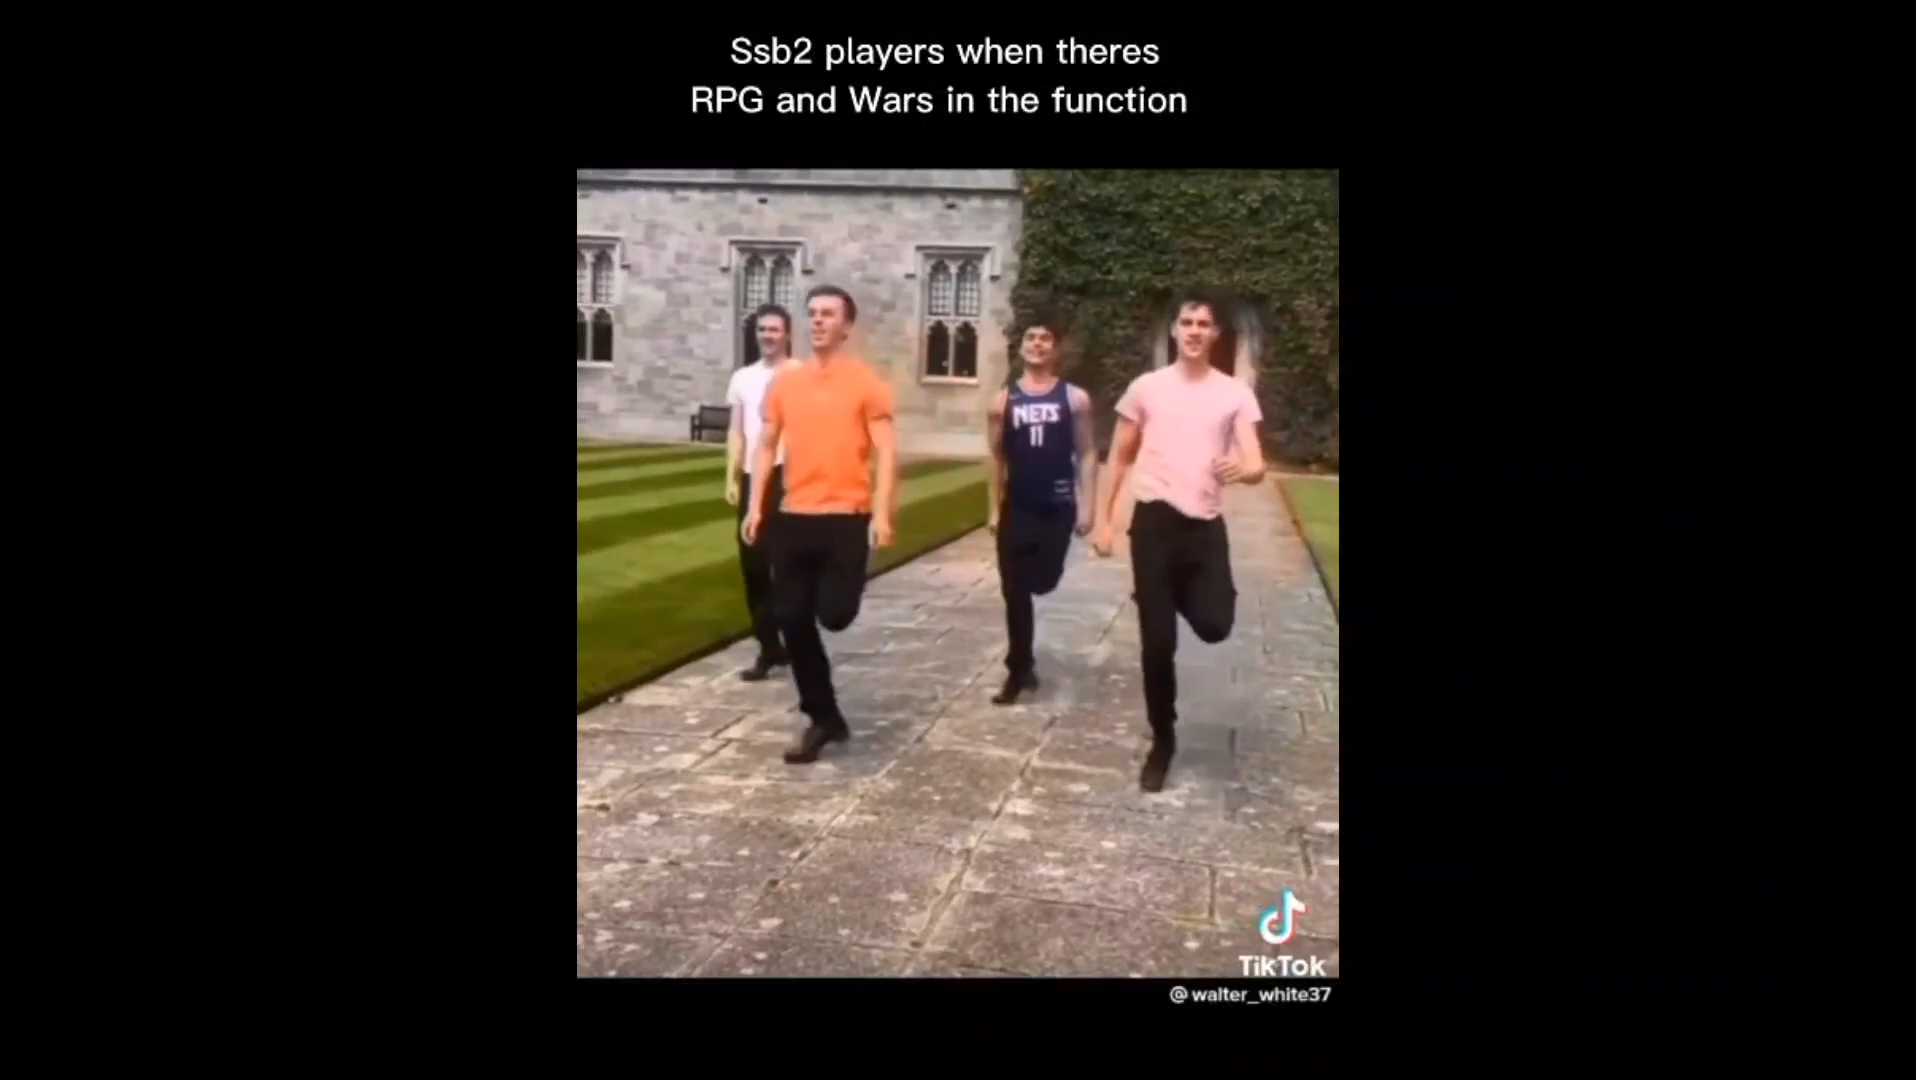 Ssb2 players when theres
RPG and Wars in the function
NETS
11
TikTok
@walter_white37